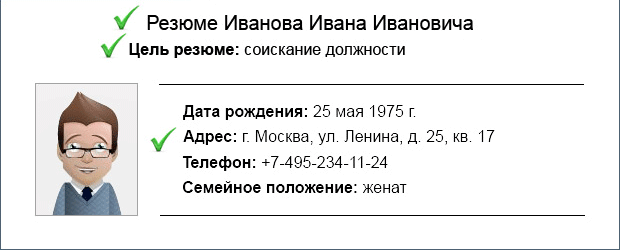 Резюме Иванова Ивана Ивановича
Цель резюме: соискание должности
Дата рождения: 25 мая 1975 г.
Адрес: г. Москва, ул. Ленина, д. 25, кв. 17
Телефон: +7-495-234-11-24
Семейное положение: женат